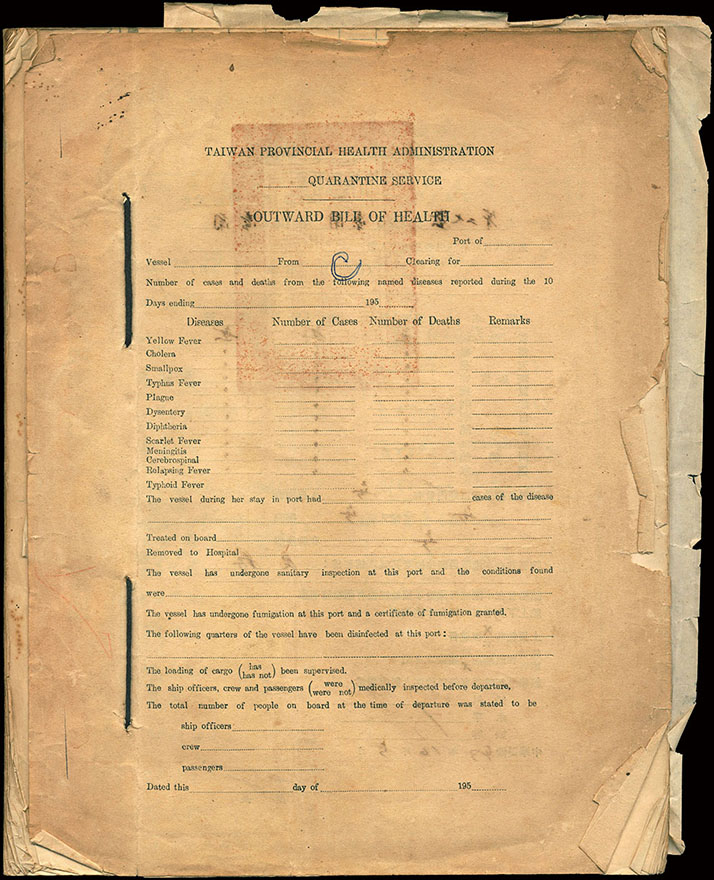 TAIWAN PROVINCIAL HEALTH ADMINISTRATION
QUARANTINE SERVICE
OUTWARD BILL OF HEALTH
Port of
Vessel From C Clearing for
Number of cases and deaths from the following named diseases reported during the 10
Days ending 195
Diseases Number of Cases Number of Deaths Remarks
Yellow Fever
Cholera
Smallpox
Typhus Fever
Plague
Dysentery
Diphtheria
Scarlet Fever
Meningitis
Cerebrospinal
Relapsing Fever
Typhoid Fever
The vessel during her stay in port had cases of the disease
Treated on board
Removed to Hospital
The vessel has undergone sanitary inspection at this port and the conditions found
were
The vessel has undergone fumigation at this port and a certificate of fumigation granted.
The following quarters of the vessel have been disinfected at this port:
The loading of cargo (has
has not) been supervised.
The ship officers, crew and passengers (were
were not) medically inspected before departure.
The total number of people on board at the time of departure was stated to be
ship officers
crew
passengers
Dated this day of 195